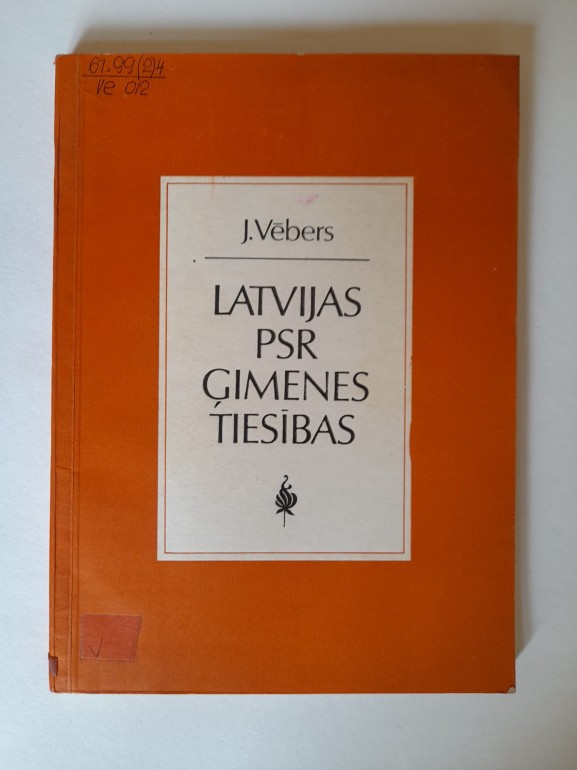 67.99(2)4
Ve 012
J.Vēbers
LATVIJAS
PSR
ĢIMENES
TIESĪBAS